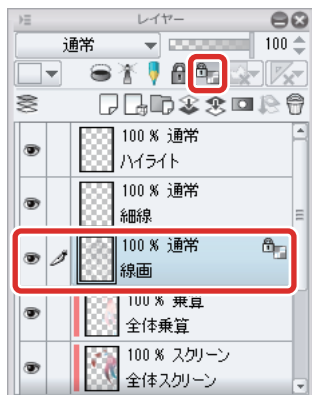 レイヤー
通常 100
100 % 通常
ハイライト
100 % 通常
細線
100 % 通常
線画
100 % 乗算
全体乗算
100 % スクリーン
全体スクリーン